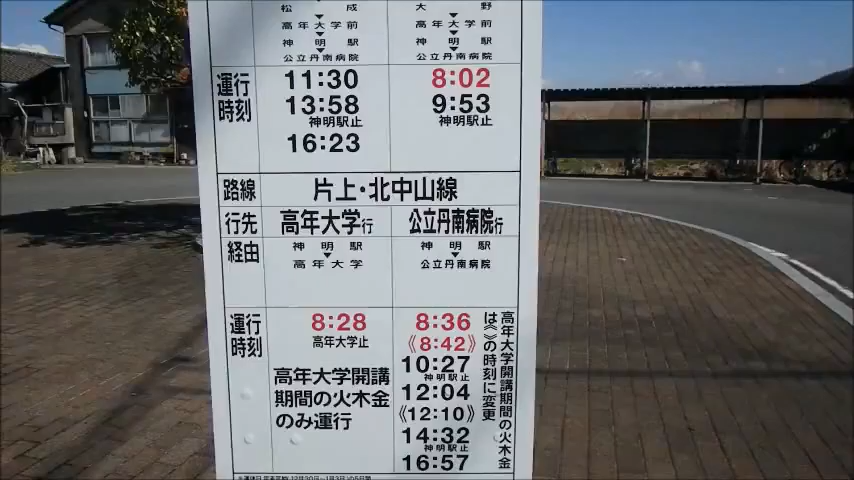 松 成
高年大学前
神 明 駅
公立丹南病院
大 野
高年大学前
神 明 駅
公立丹南病院
運行
時刻
11:30
13:58
神明駅止
16:23
8:02
9:53
神明駅止
路線
片上・北中山線
行先
高年大学行
公立丹南病院行
経由
神 明 駅
高 年 大 学
神 明 駅
公立丹南病院
運行
時刻
8:28
高年大学止
高年大学開講
期間の火木金
のみ運行
8:36
《8:42》
10:27
神明駅止
12:04
《12:10》
14:32
神明駅止
16:57
高年大学開講期間の火木金
は《》の時刻に変更